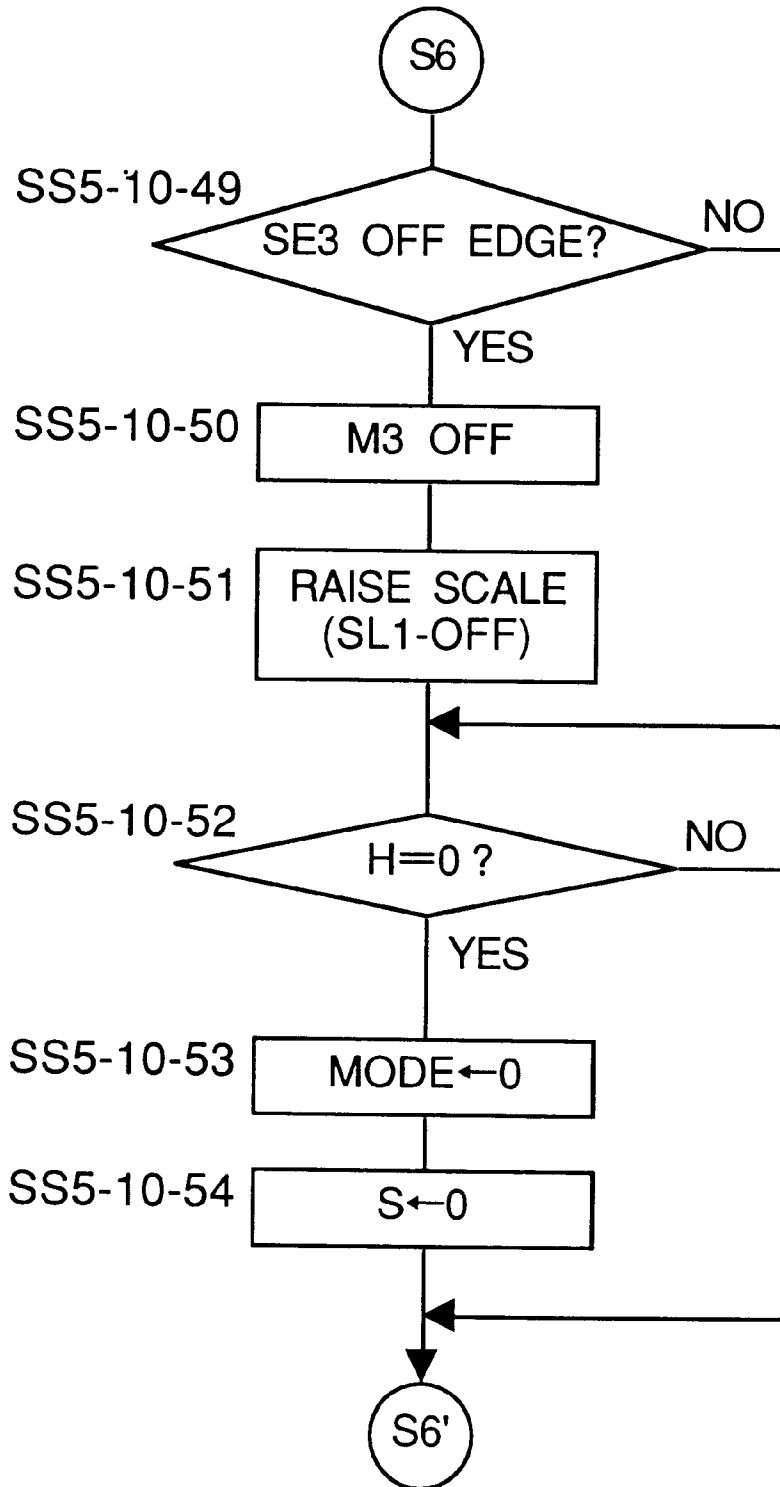 S6
SS5-10-49
SE3 OFF EDGE?
NO
YES
SS5-10-50
M3 OFF
SS5-10-51
RAISE SCALE
(SL1-OFF)
SS5-10-52
H=0 ?
NO
YES
SS5-10-53
MODE←0
SS5-10-54
S←0
S6'